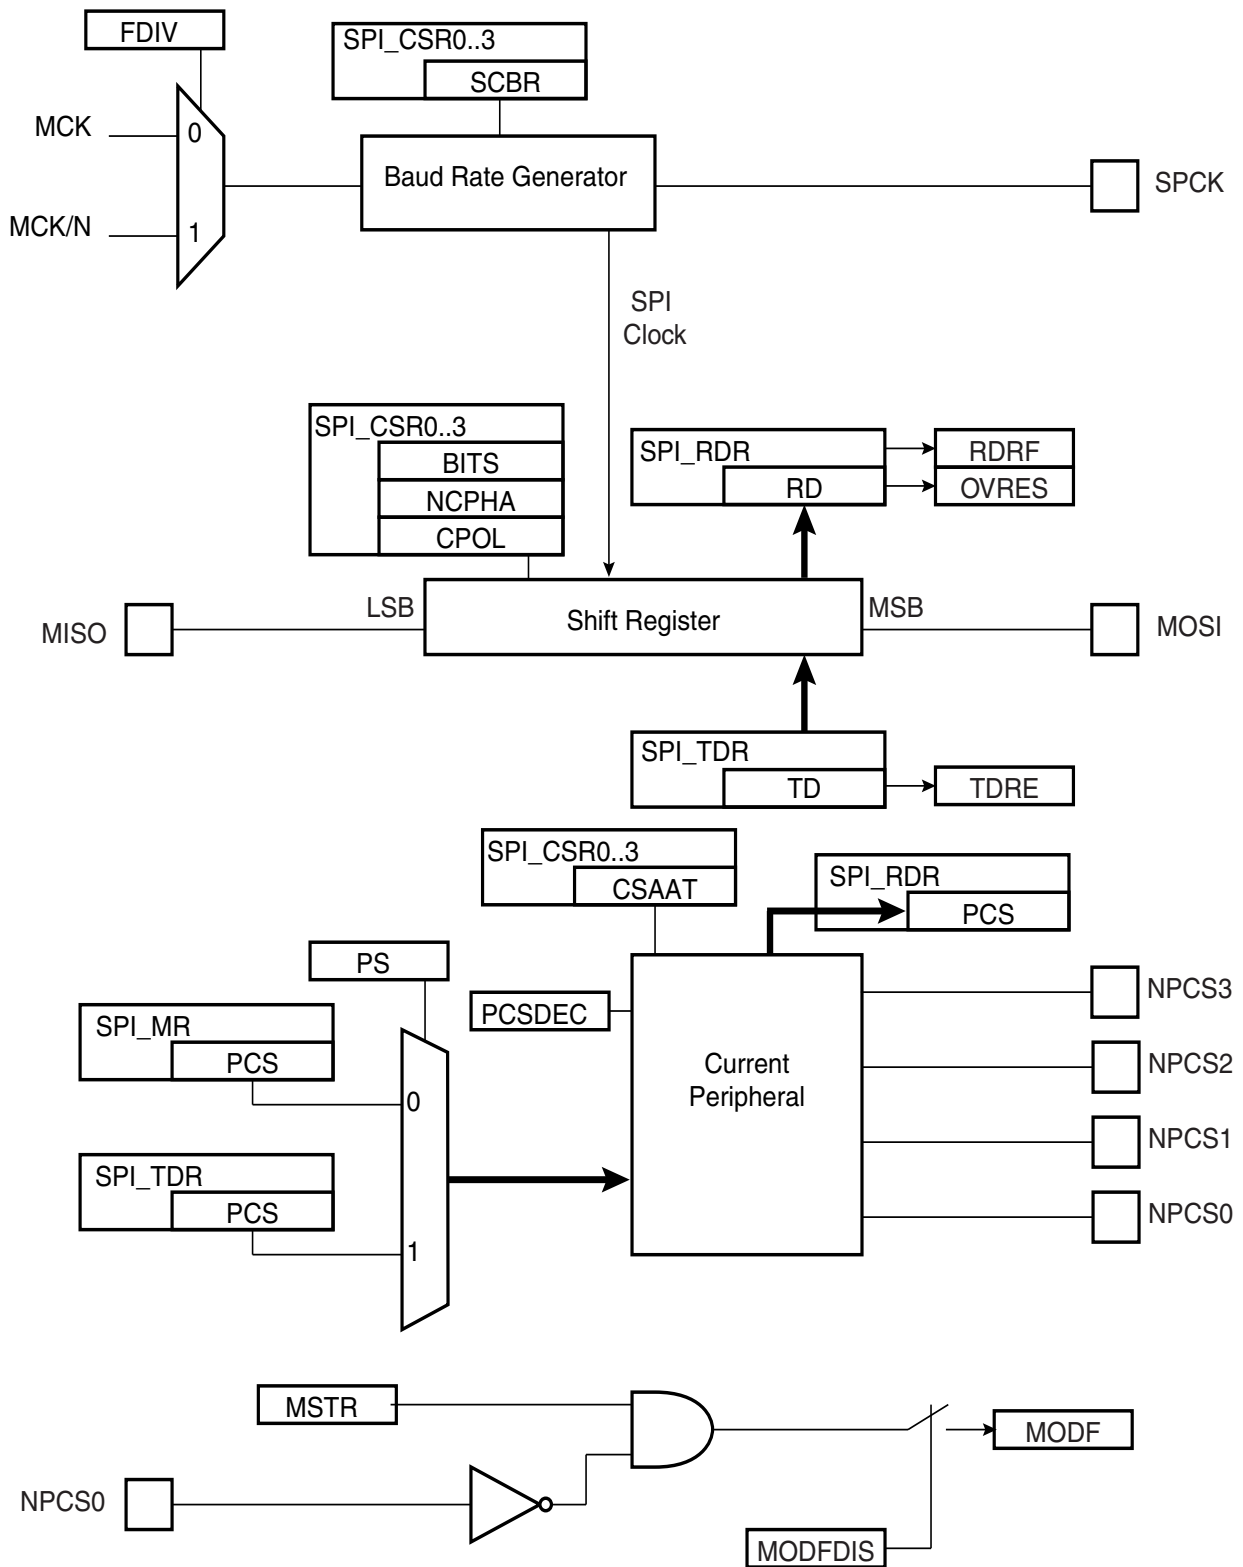 FDIV
SPI_CSR0..3
SCBR
MCK
0
Baud Rate Generator
SPCK
MCK/N
1
SPI
Clock
SPI_CSR0..3
BITS
NCPHA
CPOL
SPI_RDR
RD
RDRF
OVRES
LSB
MSB
MISO
Shift Register
MOSI
SPI_TDR
TD
TDRE
SPI_CSR0..3
CSAAT
SPI_RDR
PCS
PS
SPI_MR
PCS
PCSDEC
0
Current
Peripheral
NPCS3
NPCS2
NPCS1
NPCS0
SPI_TDR
PCS
1
MSTR
MODF
NPCS0
MODFDIS